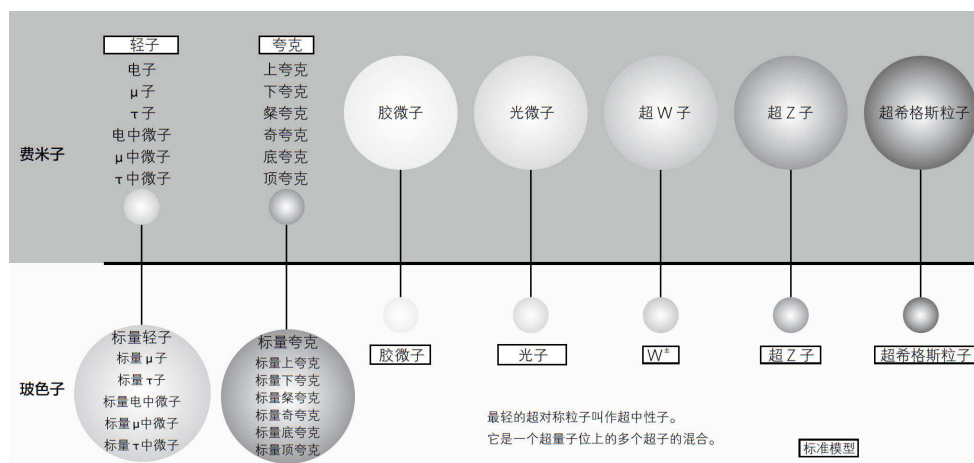 轻子
电子
μ子
τ子
电中微子
μ中微子
τ中微子
夸克
上夸克
下夸克
粲夸克
奇夸克
底夸克
顶夸克
胶微子
光微子
超W子
超Z子
超希格斯粒子
费米子
玻色子
标量轻子
标量μ子
标量τ子
标量电中微子
标量μ中微子
标量τ中微子
标量夸克
标量上夸克
标量下夸克
标量粲夸克
标量奇夸克
标量底夸克
标量顶夸克
胶微子
光子
W±
超Z子
超希格斯粒子
最轻的超对称粒子叫作超中性子。
它是一个超量子位上的多个超子的混合。
标准模型